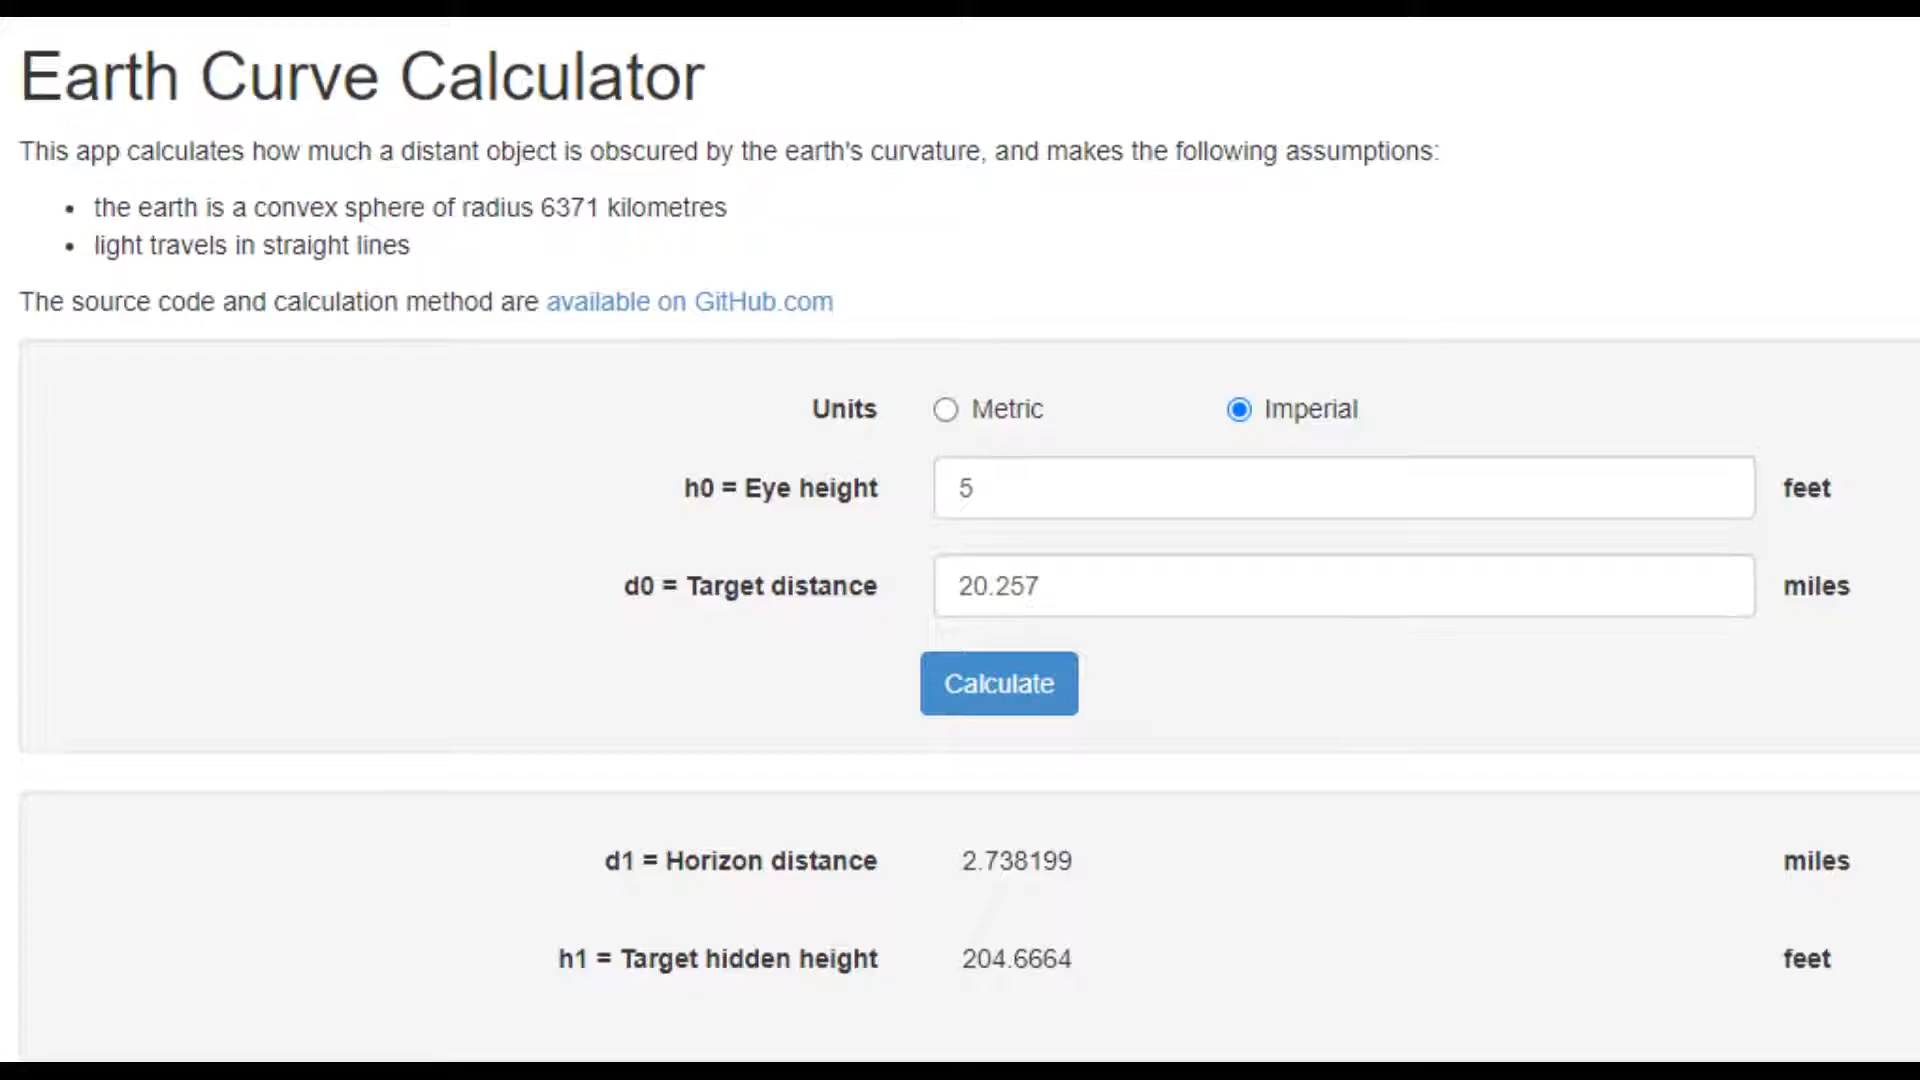 Earth Curve Calculator
This app calculates how much a distant object is obscured by the earth's curvature, and makes the following assumptions:
• the earth is a convex sphere of radius 6371 kilometres
• light travels in straight lines
The source code and calculation method are available on GitHub.com
Units Metric Imperial
h0 = Eye height 5 feet
d0 = Target distance 20.257 miles
Calculate
d1 = Horizon distance 2.738199 miles
h1 = Target hidden height 204.6664 feet